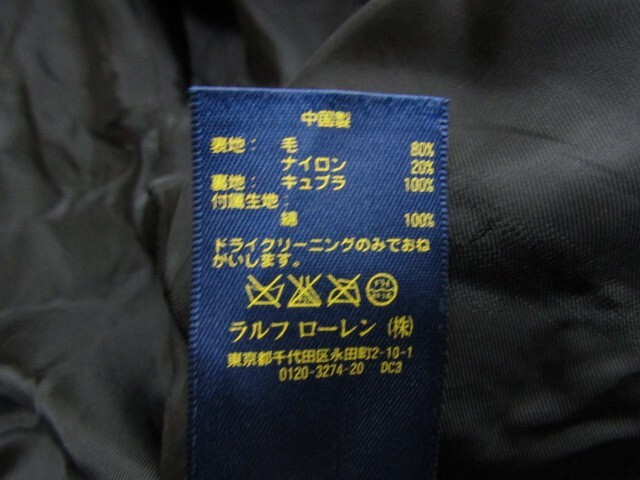 中国製
表地： 毛 80%
ナイロン 20%
裏地： キュプラ 100%
付属生地：
綿 100%
ドライクリーニングのみでおね
がいします。
ラルフ ローレン (株)
東京都千代田区永田町2-10-1
0120-3274-20 DC3